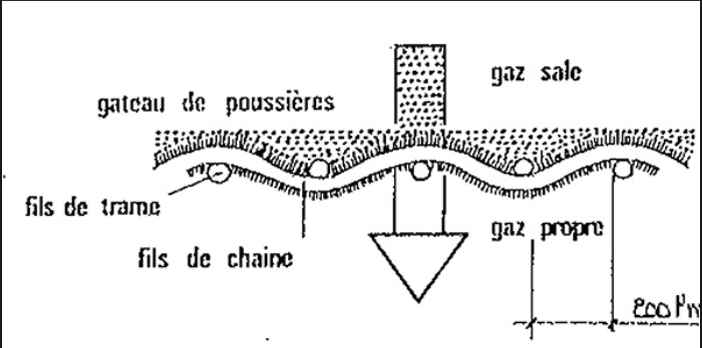 gaz sale
gateau de poussières
fils de trame
gaz propre
fils de chaine